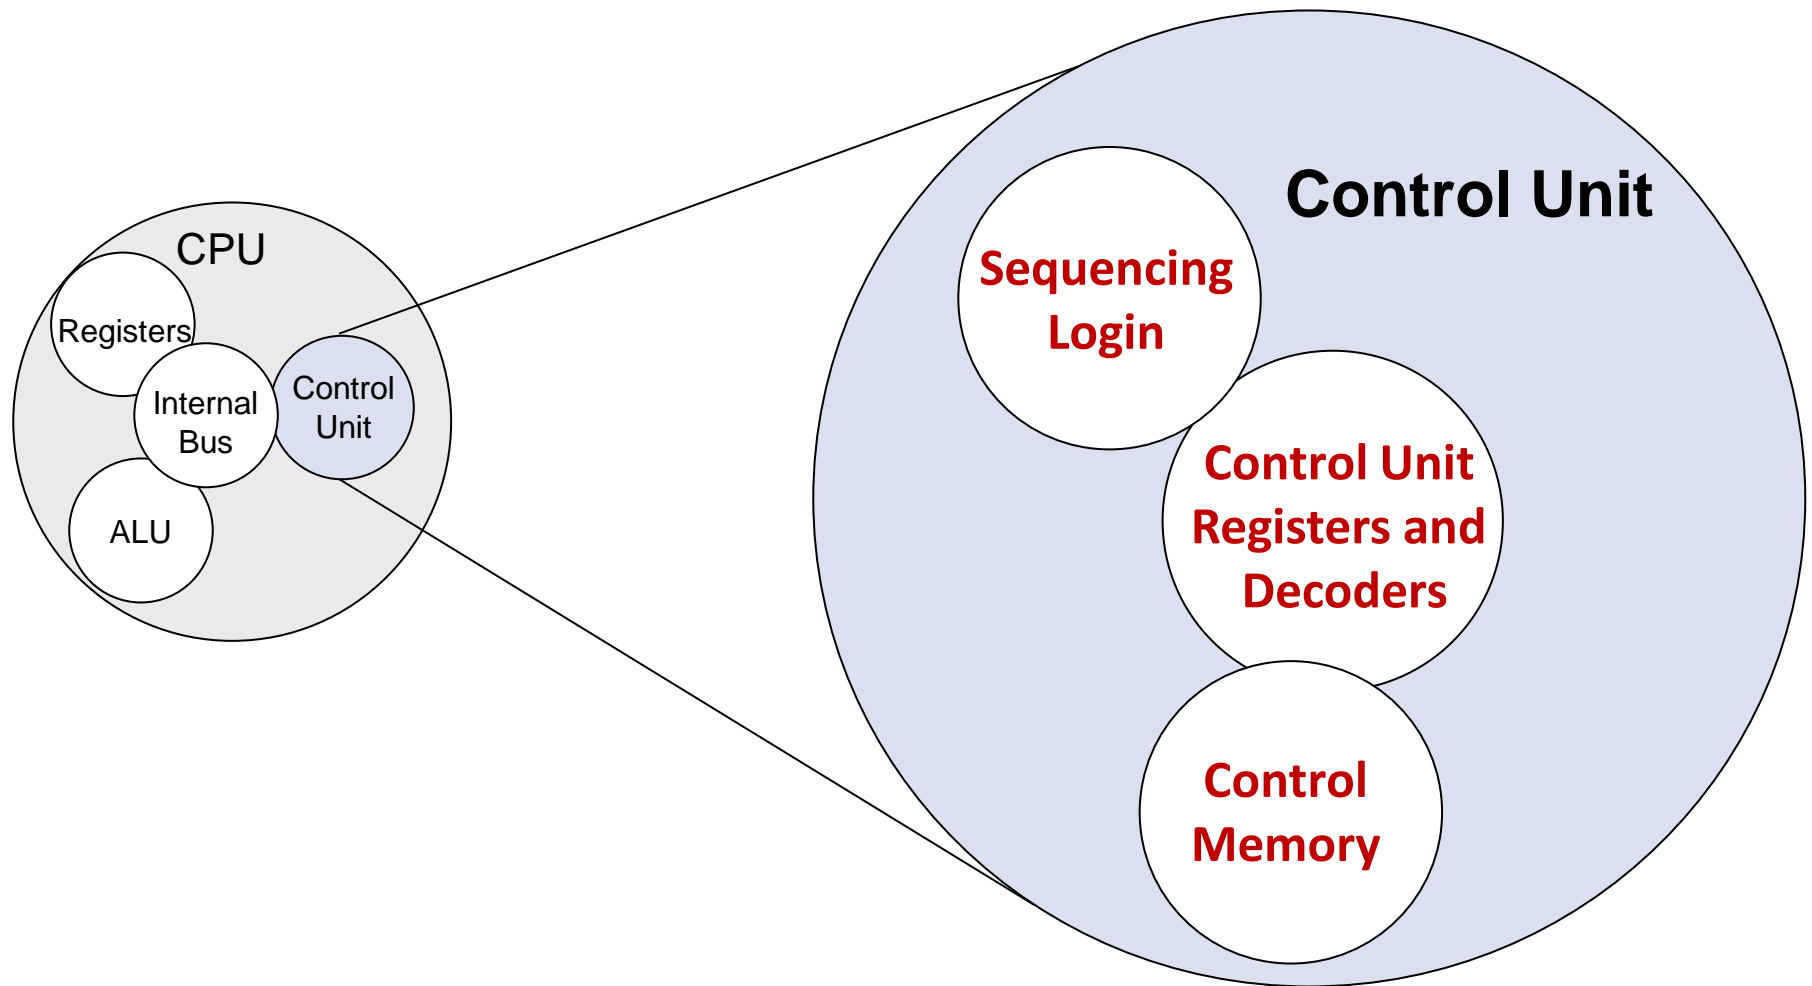 CPU
Registers
Internal
Bus
Control
Unit
ALU
Control Unit
Sequencing
Login
Control Unit
Registers and
Decoders
Control
Memory